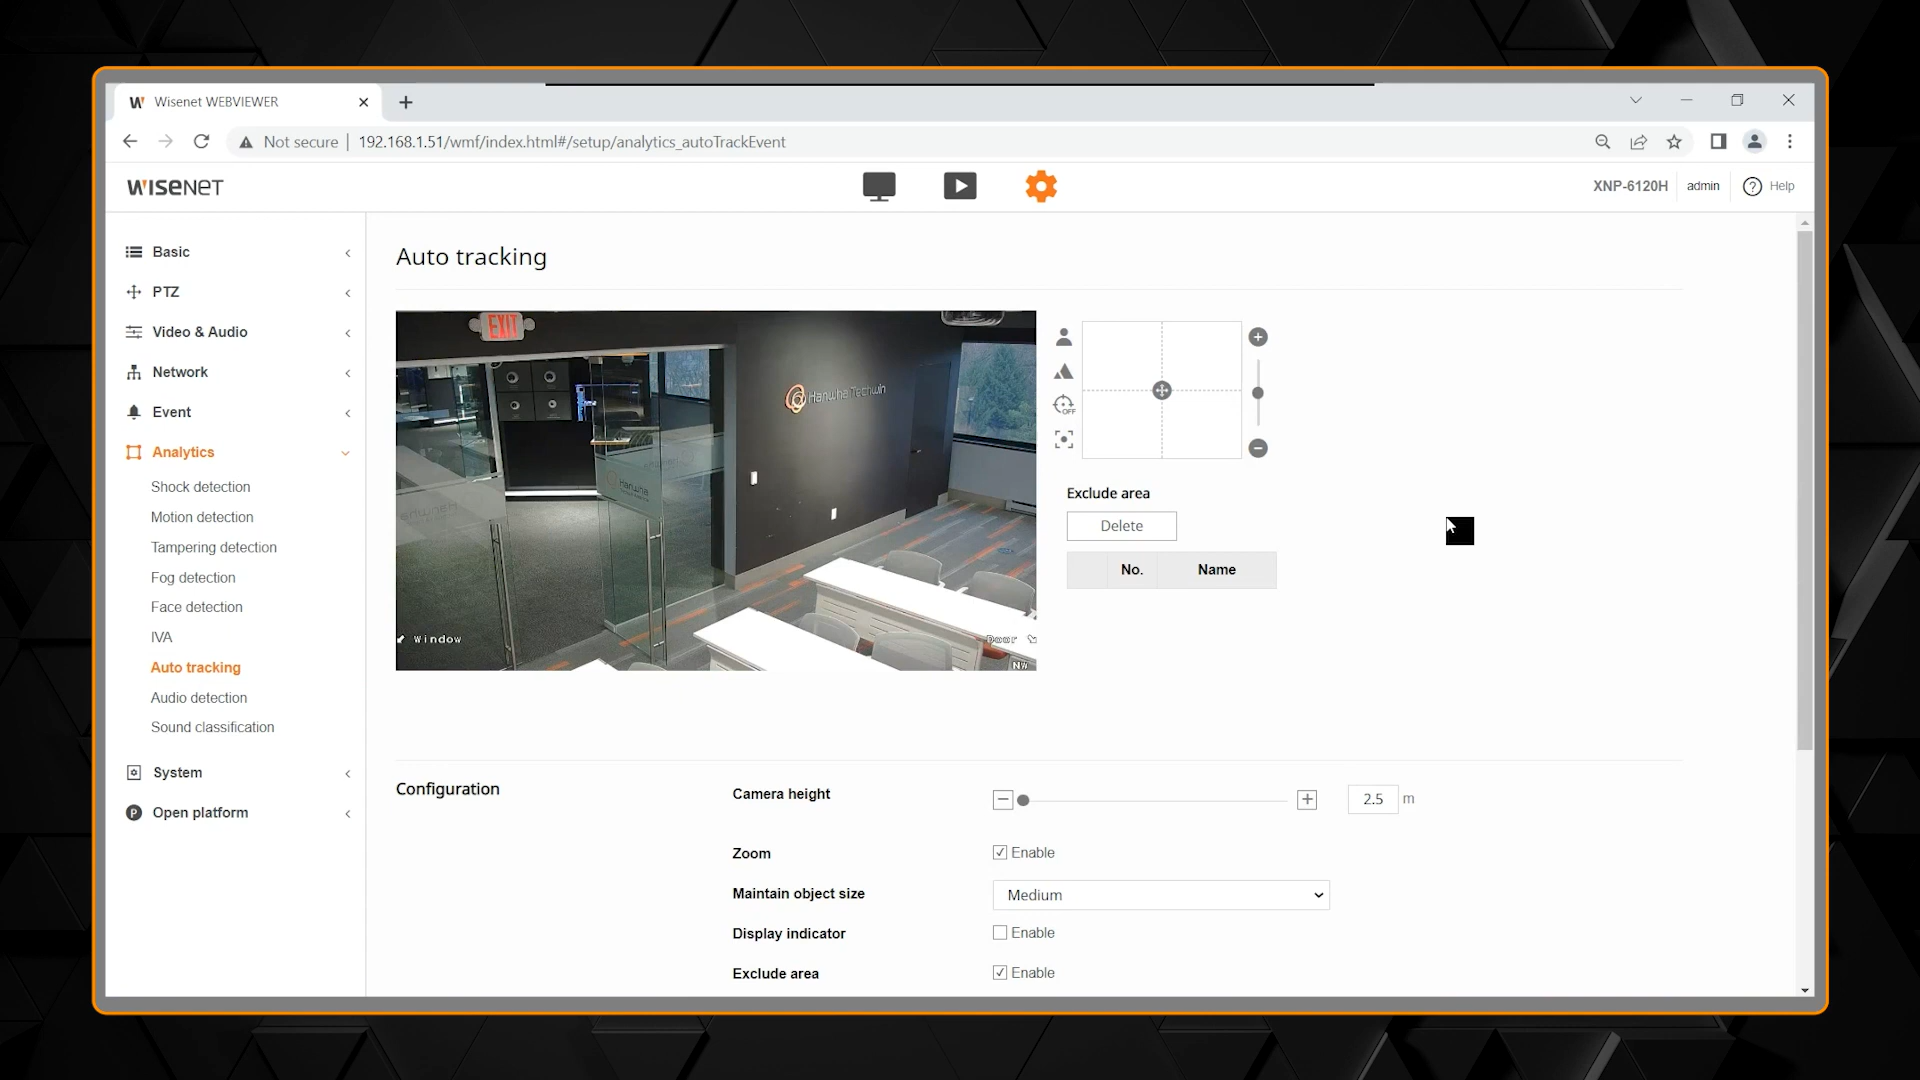 Wisenet WEBVIEWER
Not secure
192.168.1.51/wmf/index.html#/setup/analytics_autoTrackEvent
WISENET
XNP-6120H
admin
Help
Basic
PTZ
Video & Audio
Network
Event
Analytics
Shock detection
Motion detection
Tampering detection
Fog detection
Face detection
IVA
Auto tracking
Audio detection
Sound classification
System
Open platform
Auto tracking
EXIT
Hanwha Techwin
Hanwha
Window
Door
NW
OFF
Exclude area
Delete
No. Name
Configuration
Camera height
2.5 m
Zoom
Enable
Maintain object size
Medium
Display indicator
Enable
Exclude area
Enable